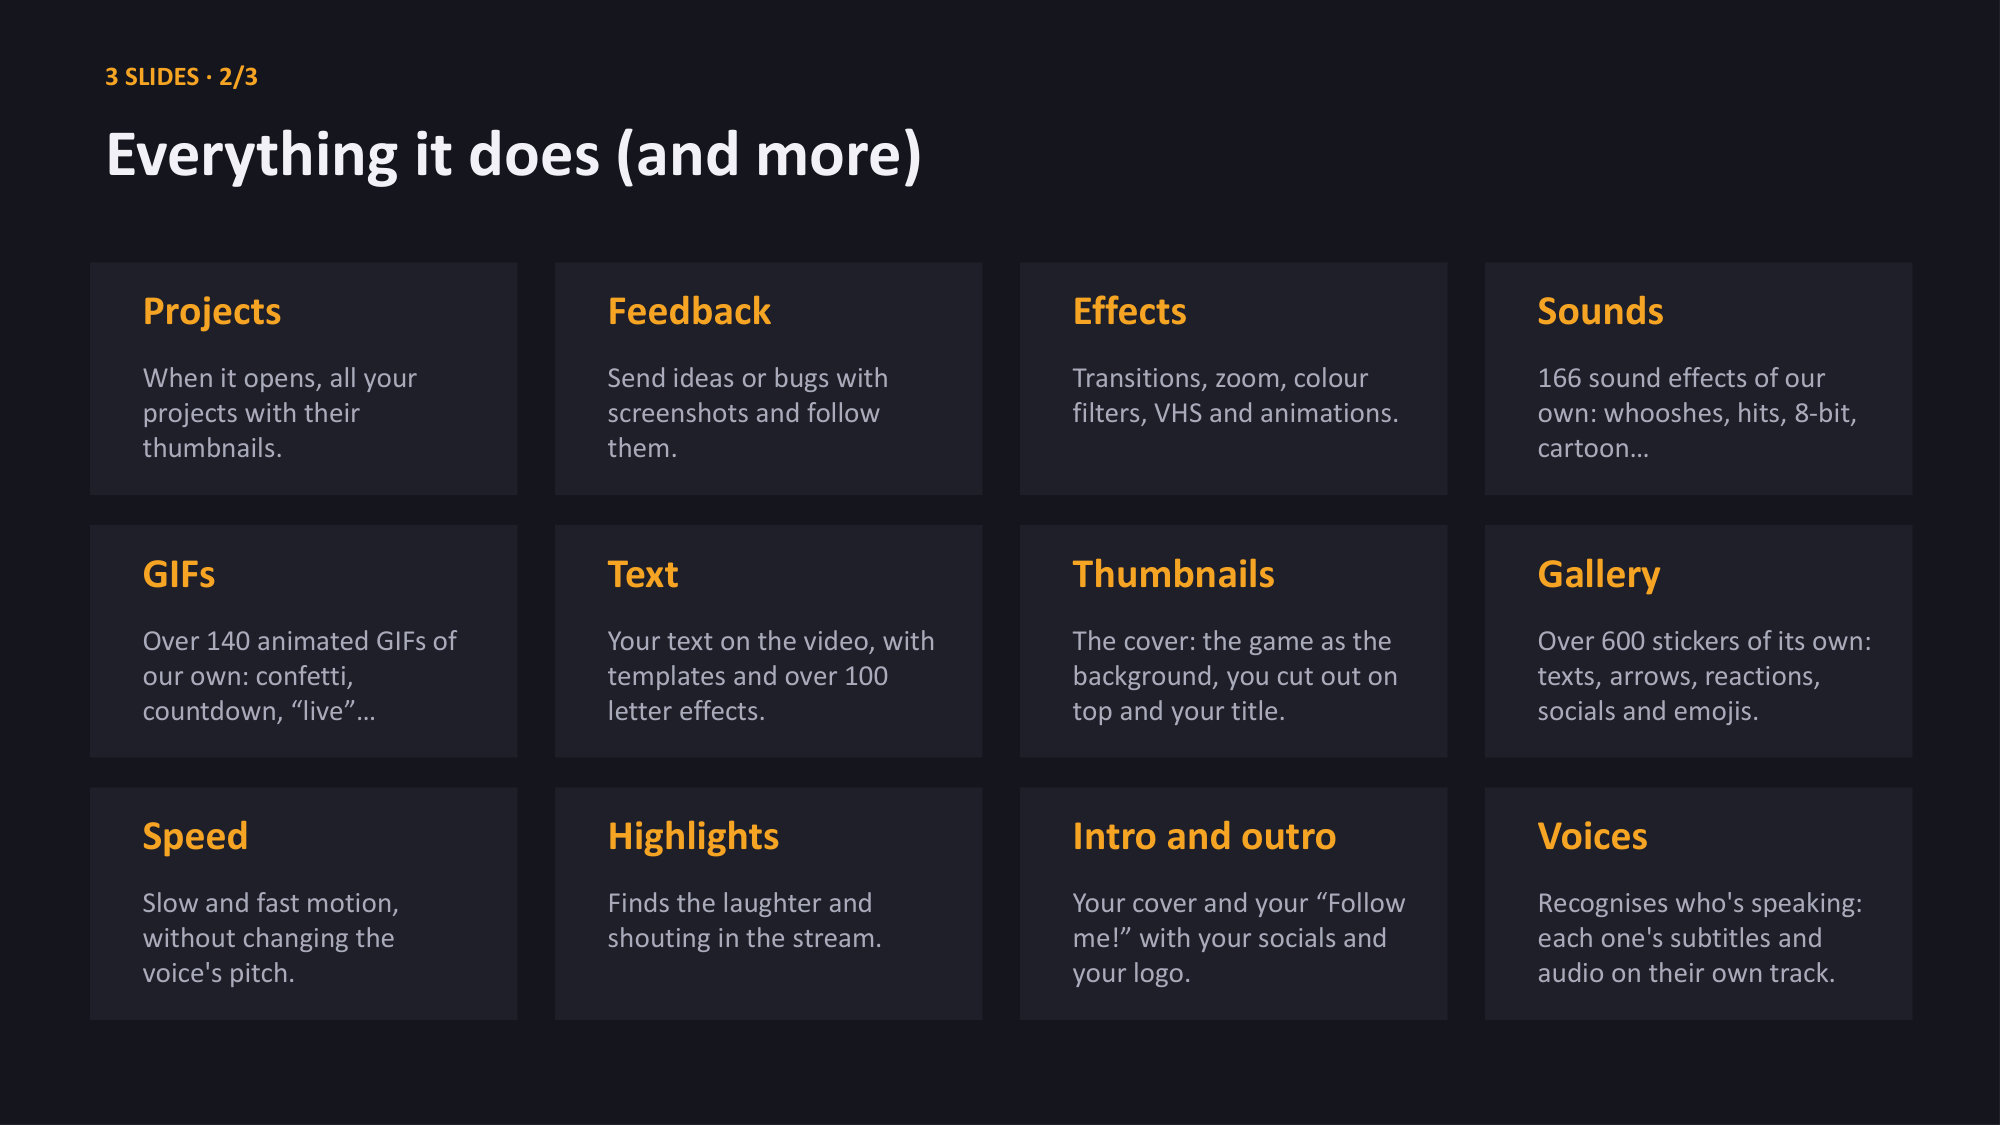 3 SLIDES · 2/3
Everything it does (and more)
Projects
When it opens, all your
projects with their
thumbnails.
Feedback
Send ideas or bugs with
screenshots and follow
them.
Effects
Transitions, zoom, colour
filters, VHS and animations.
Sounds
166 sound effects of our
own: whooshes, hits, 8-bit,
cartoon…
GIFs
Over 140 animated GIFs of
our own: confetti,
countdown, “live”…
Text
Your text on the video, with
templates and over 100
letter effects.
Thumbnails
The cover: the game as the
background, you cut out on
top and your title.
Gallery
Over 600 stickers of its own:
texts, arrows, reactions,
socials and emojis.
Speed
Slow and fast motion,
without changing the
voice's pitch.
Highlights
Finds the laughter and
shouting in the stream.
Intro and outro
Your cover and your “Follow
me!” with your socials and
your logo.
Voices
Recognises who's speaking:
each one's subtitles and
audio on their own track.